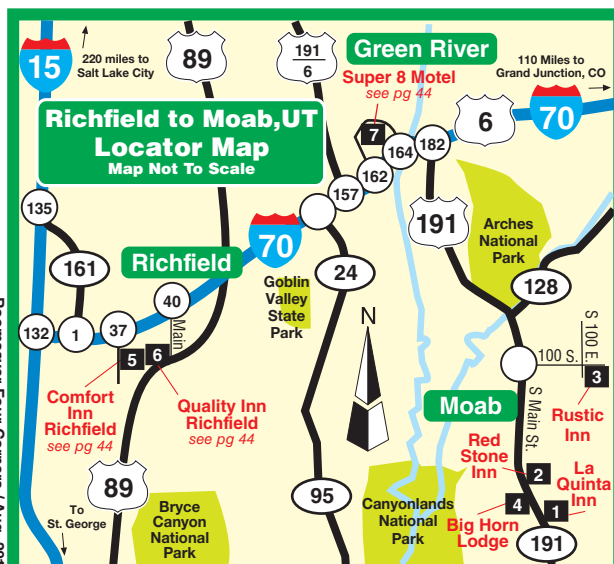 15
220 miles to
Salt Lake City
89
191
6
Green River
Super 8 Motel
see pg 44
7
110 Miles to
Grand Junction, CO
6
70
Richfield to Moab,UT
Locator Map
Map Not To Scale
164
182
162
157
135
191
Arches
National
Park
161
Richfield
70
24
Goblin
Valley
State
Park
128
40
Main
N
132
1
37
5
6
100 S.
S 100 E.
3
Rustic
Inn
Comfort
Inn
Richfield
see pg 44
Quality Inn
Richfield
see pg 44
Moab
S Main St.
Red
Stone
Inn
2
La
Quinta
Inn
89
95
4
1
Big Horn
Lodge
To
St. George
Bryce
Canyon
National
Park
Canyonlands
National
Park
191